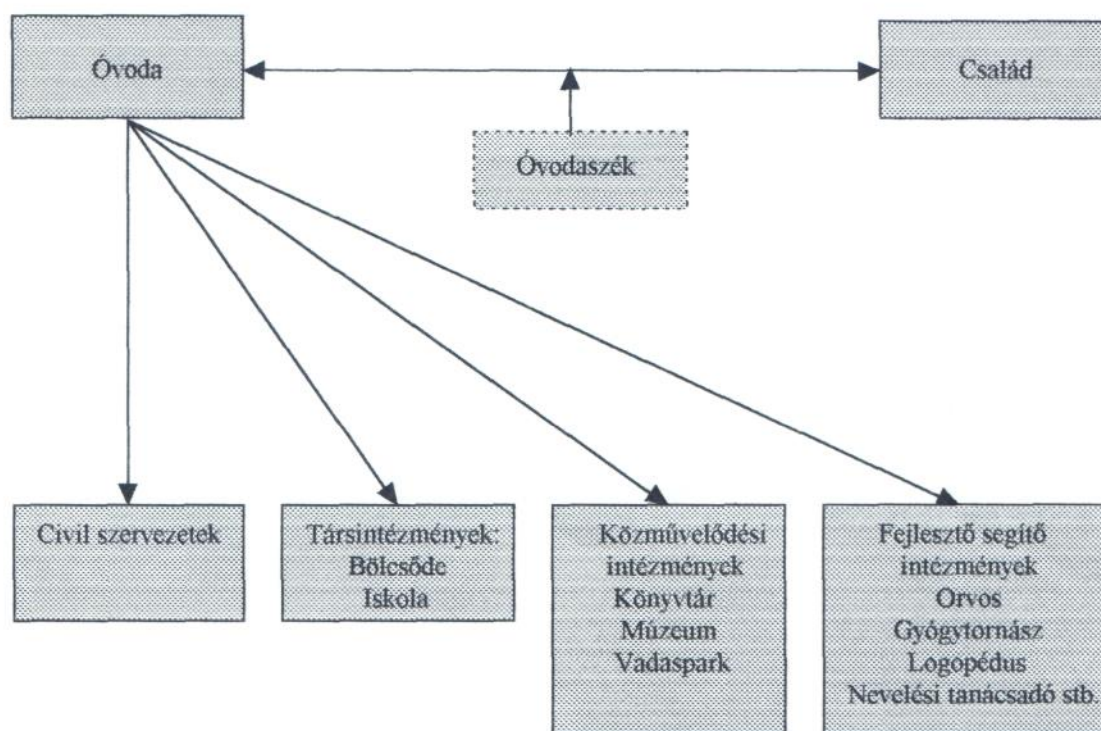 Óvoda
Család
Óvodaszék
Civil szervezetek
Társintézmények:
Bölcsőde
Iskola
Közművelődési
intézmények
Könyvtár
Múzeum
Vadaspark
Fejlesztő segítő
intézmények
Orvos
Gyógytornász
Logopédus
Nevelési tanácsadó stb.